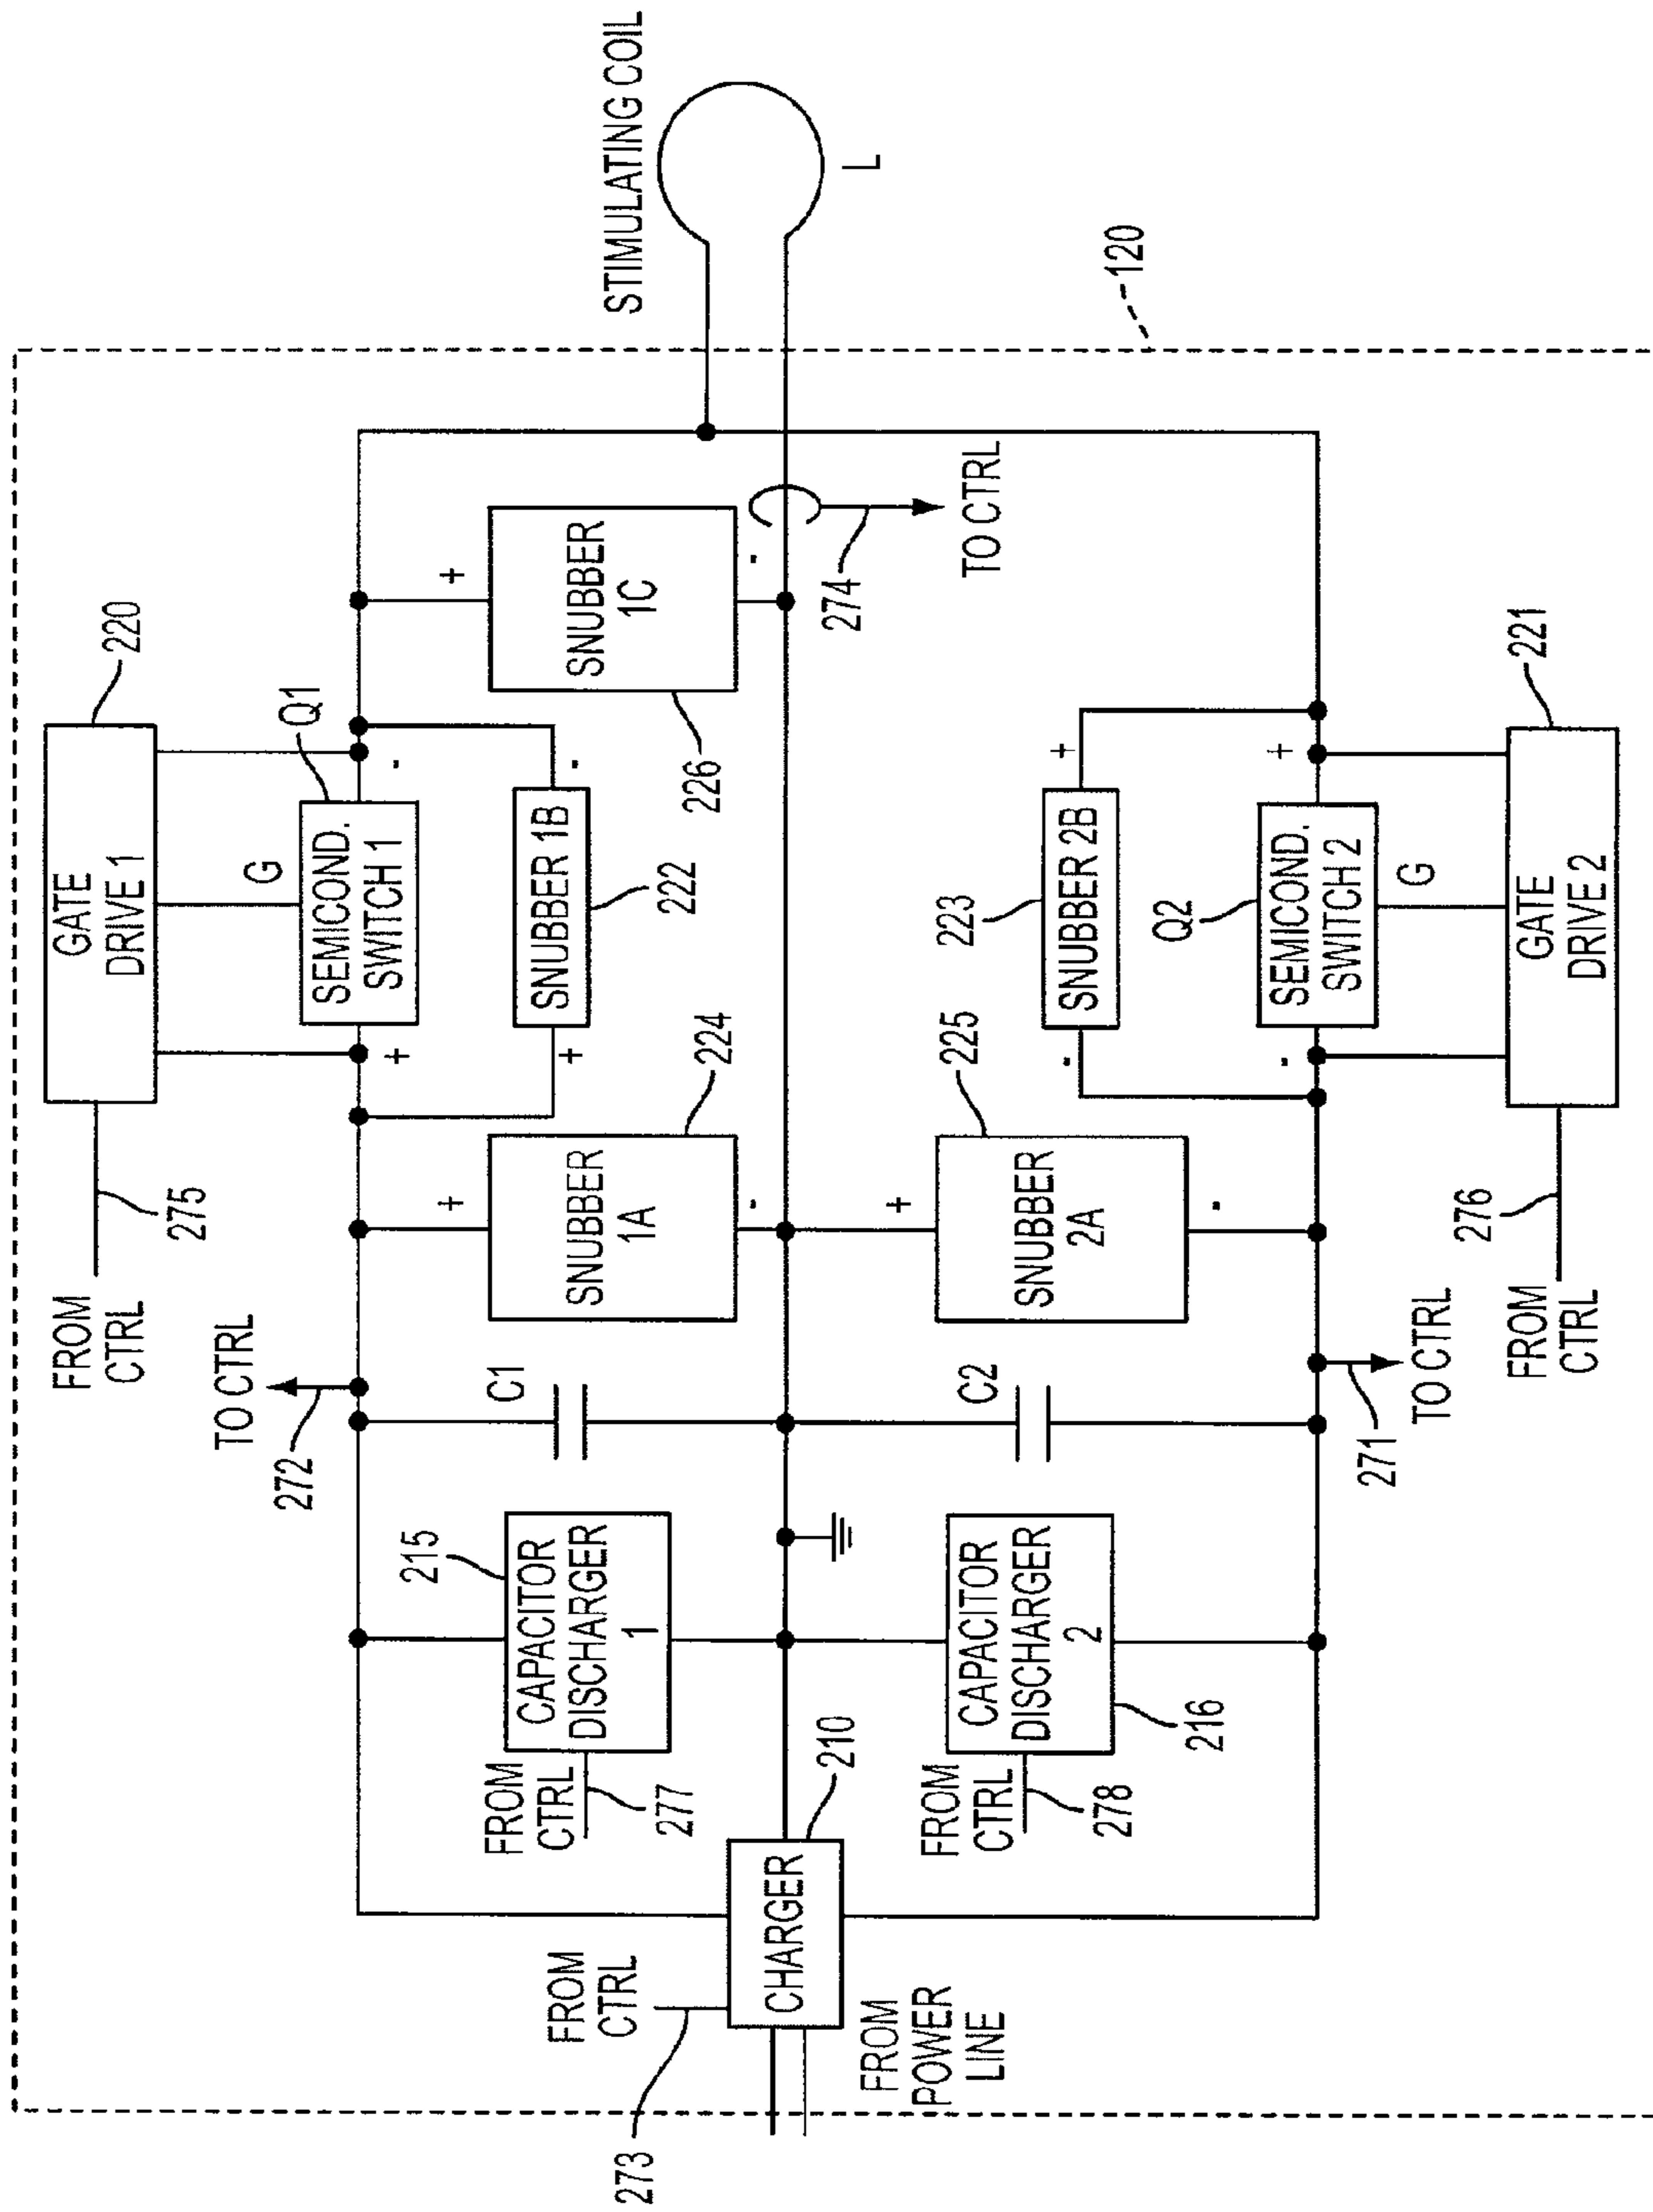 FROM
CTRL
275
GATE
DRIVE 1
220
TO CTRL
272
G
Q1
SEMICOND.
SWITCH 1
+
-
+
SNUBBER 1B
-
222
STIMULATING COIL
L
120
FROM
CTRL
273
215
CAPACITOR
DISCHARGER
1
FROM
CTRL
277
C1
+
SNUBBER
1A
-
224
+
SNUBBER
1C
-
226
274
TO CTRL
CHARGER
210
FROM
POWER
LINE
CAPACITOR
DISCHARGER
2
216
FROM
CTRL
278
C2
+
SNUBBER
2A
-
225
223
-
SNUBBER 2B
+
Q2
-
+
SEMICOND.
SWITCH 2
G
271
TO CTRL
276
FROM
CTRL
GATE
DRIVE 2
221